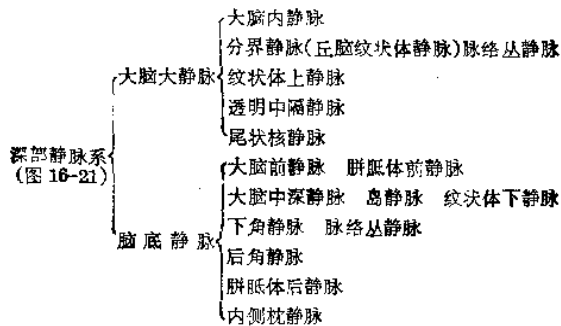 大脑内静脉
分界静脉(丘脑纹状体静脉)脉络丛静脉
大脑大静脉 纹状体上静脉
透明中隔静脉
尾状核静脉
深部静脉系
(图 16-21)
大脑前静脉 胼胝体前静脉
大脑中深静脉 岛静脉 纹状体下静脉
下角静脉 脉络丛静脉
脑底静脉
后角静脉
胼胝体后静脉
内侧枕静脉